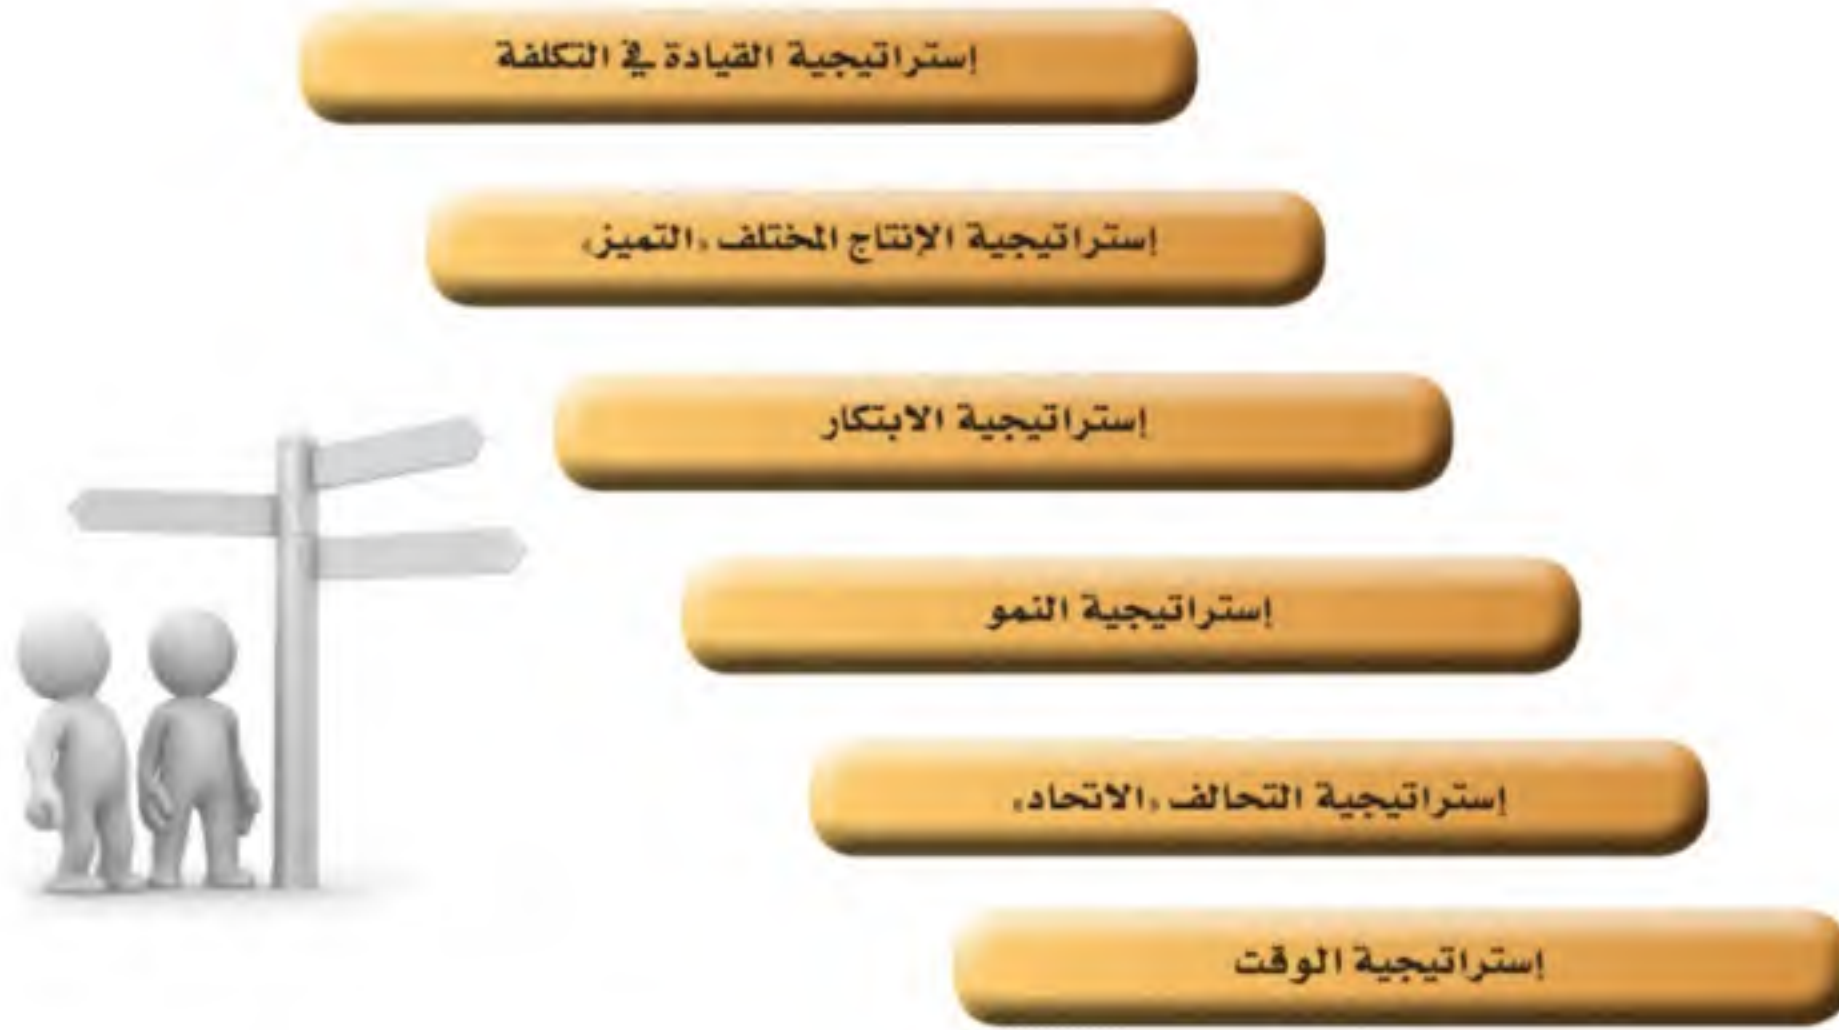 إستراتيجية القيادة في التكلفة
إستراتيجية الإنتاج المختلف «التميز»
إستراتيجية الابتكار
إستراتيجية النمو
إستراتيجية التحالف «الاتحاد»
إستراتيجية الوقت